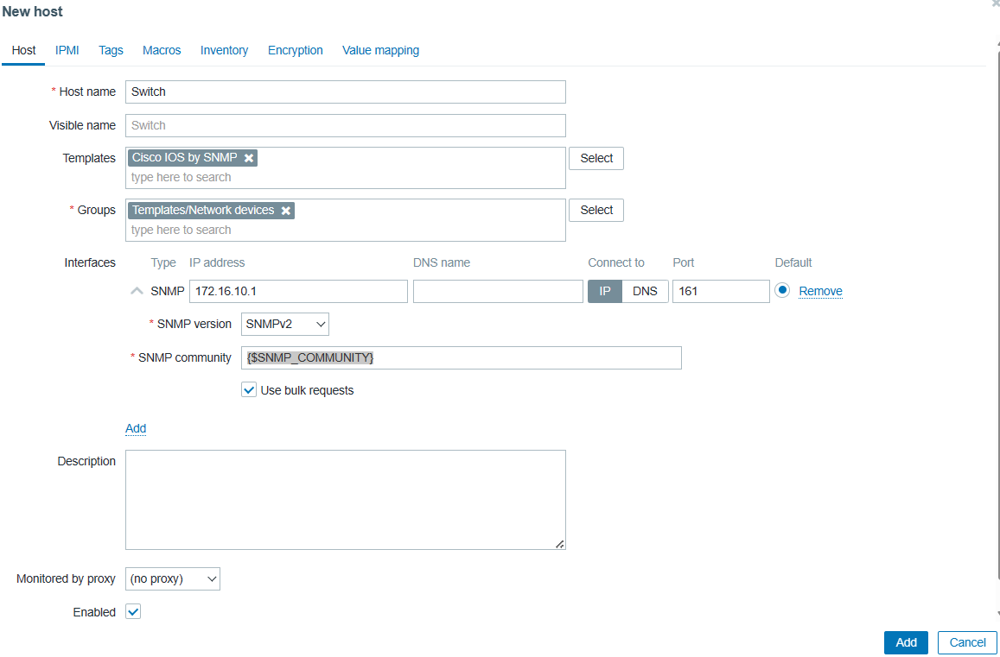 New host
Host IPMI Tags Macros Inventory Encryption Value mapping
* Host name Switch
Visible name Switch
Templates Cisco IOS by SNMP Select
type here to search
* Groups Templates/Network devices Select
type here to search
Interfaces Type IP address DNS name Connect to Port Default
SNMP 172.16.10.1 IP DNS 161 Remove
* SNMP version SNMPv2
* SNMP community {$SNMP_COMMUNITY}
Use bulk requests
Add
Description
Monitored by proxy (no proxy)
Enabled
Add Cancel